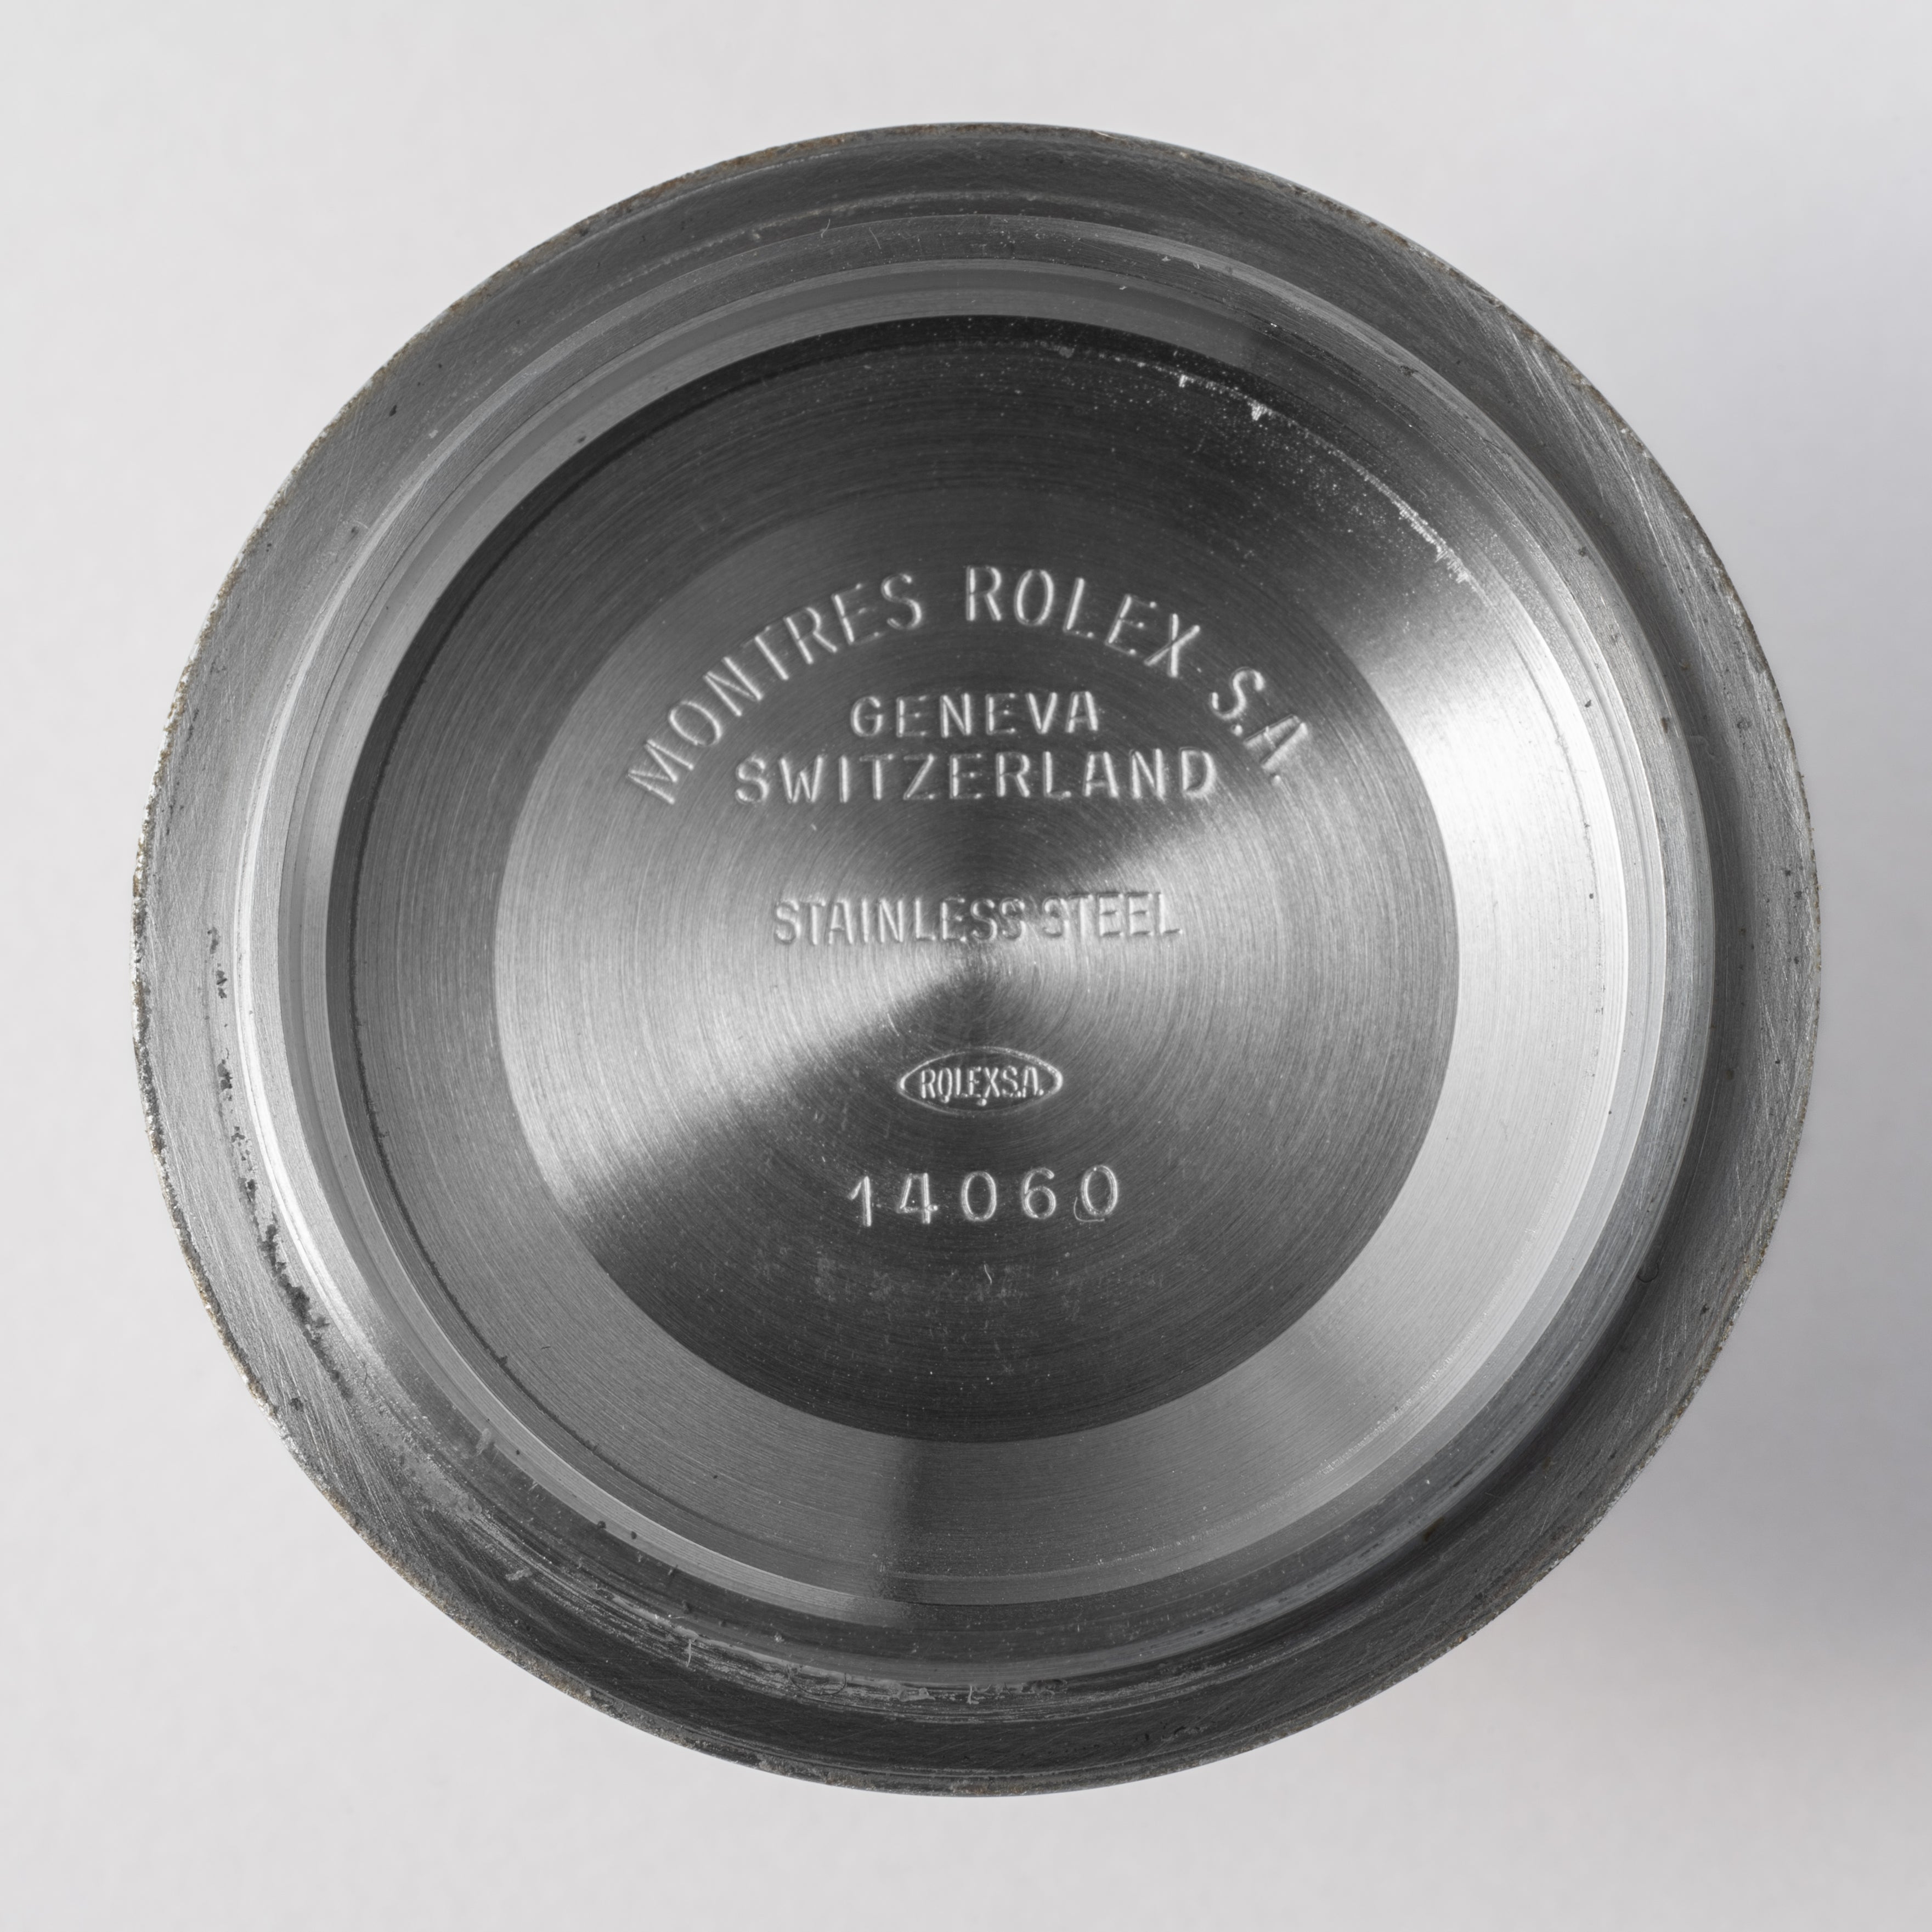 MONTRES ROLEX S.A.
GENEVA
SWITZERLAND
STAINLESS STEEL
ROLEX S.A.
14060